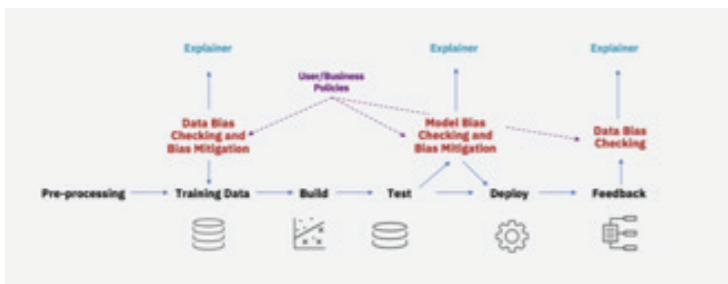 Explainer
Explainer
Explainer
User/Business
Policies
Data Bias
Checking and
Bias Mitigation
Model Bias
Checking and
Bias Mitigation
Data Bias
Checking
Pre-processing
Training Data
Build
Test
Deploy
Feedback